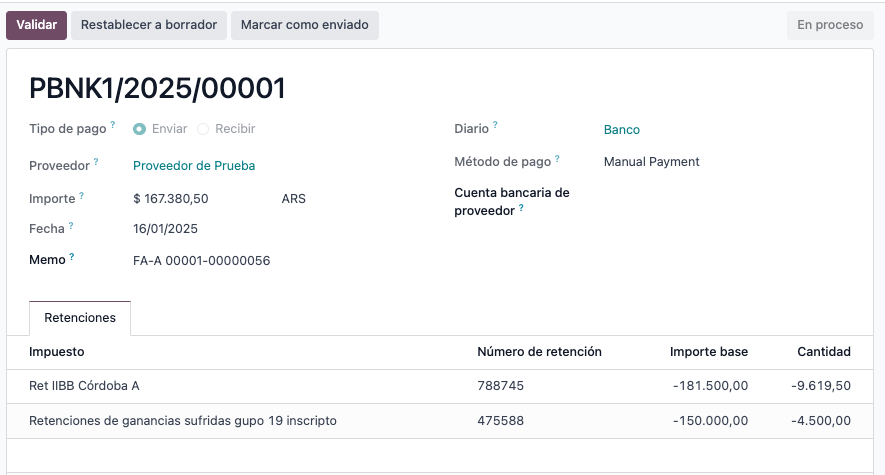 Validar Restablecer a borrador Marcar como enviado En proceso
PBNK1/2025/00001
Tipo de pago ? Enviar Recibir Diario ? Banco
Proveedor ? Proveedor de Prueba Método de pago ? Manual Payment
Importe ? $ 167.380,50 ARS Cuenta bancaria de
proveedor ?
Fecha ? 16/01/2025
Memo ? FA-A 00001-00000056
Retenciones
Impuesto Número de retención Importe base Cantidad
Ret IIBB Córdoba A 788745 -181.500,00 -9.619,50
Retenciones de ganancias sufridas gupo 19 inscripto 475588 -150.000,00 -4.500,00